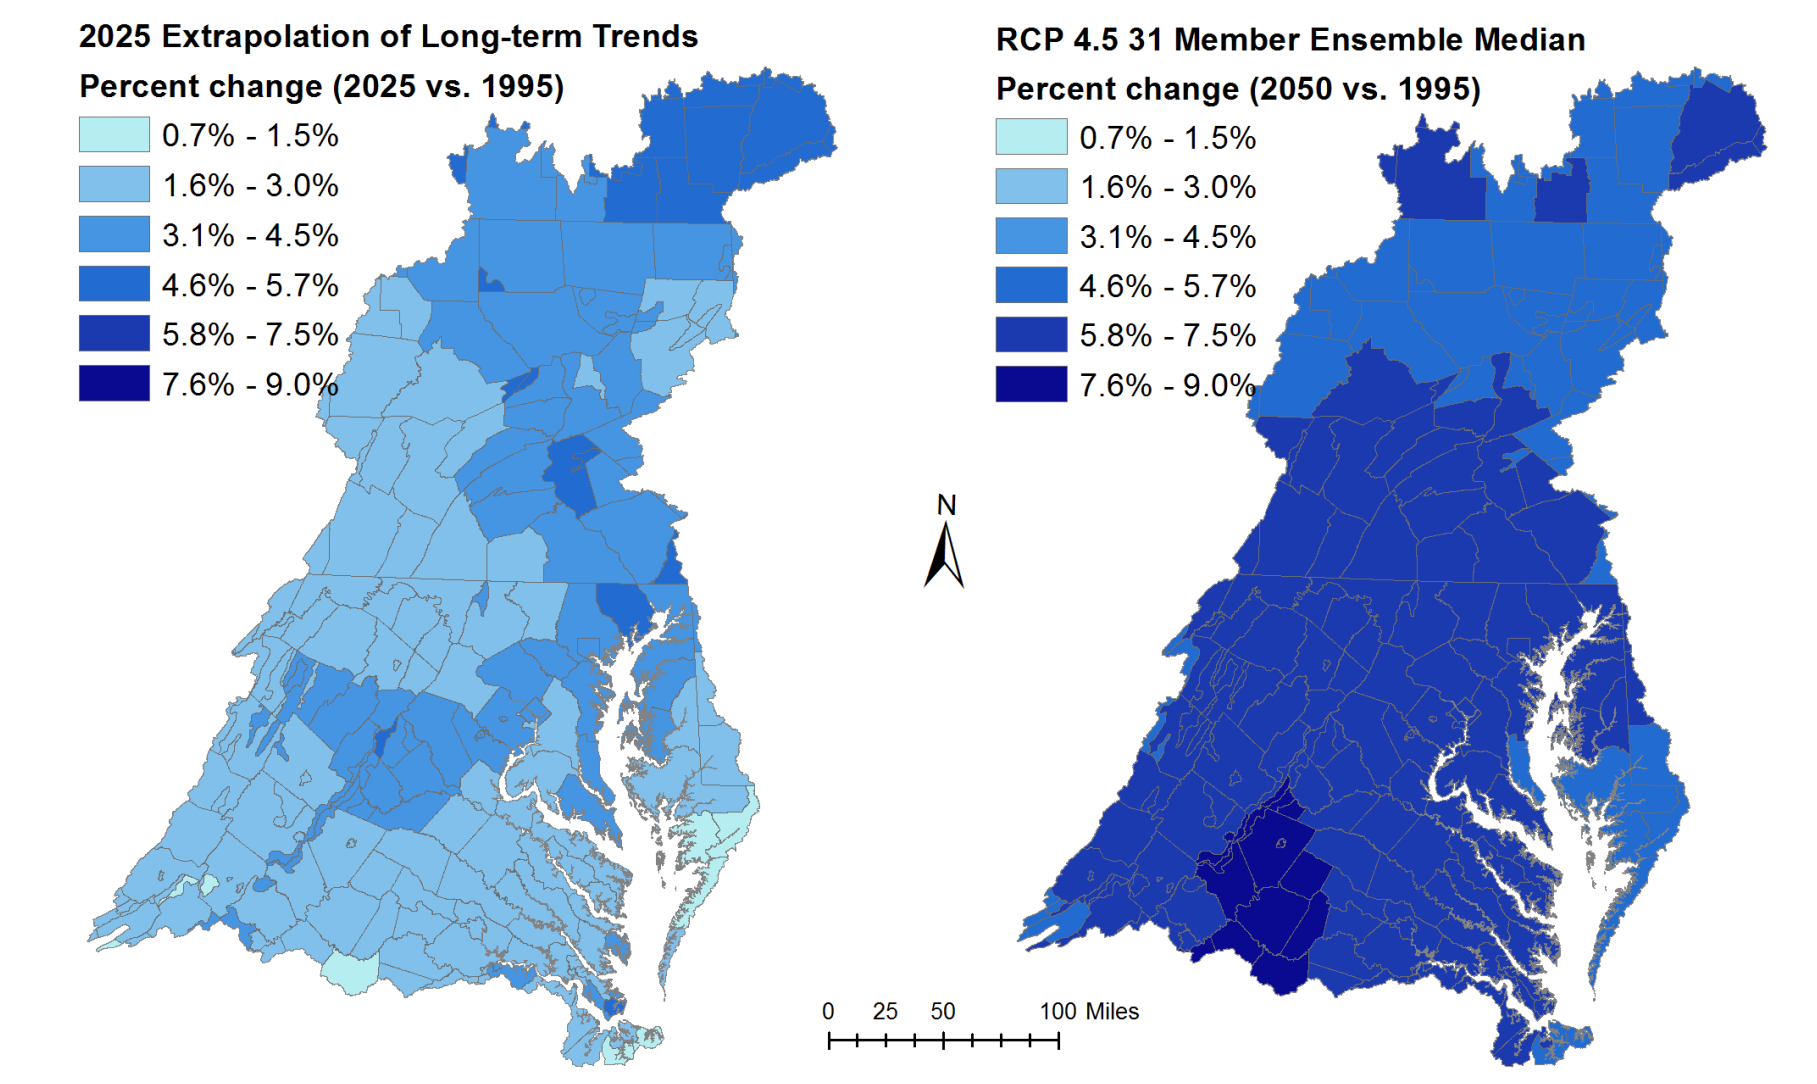 2025 Extrapolation of Long-term Trends
Percent change (2025 vs. 1995)
0.7% - 1.5%
1.6% - 3.0%
3.1% - 4.5%
4.6% - 5.7%
5.8% - 7.5%
7.6% - 9.0%
RCP 4.5 31 Member Ensemble Median
Percent change (2050 vs. 1995)
0.7% - 1.5%
1.6% - 3.0%
3.1% - 4.5%
4.6% - 5.7%
5.8% - 7.5%
7.6% - 9.0%
N
0 25 50 100 Miles